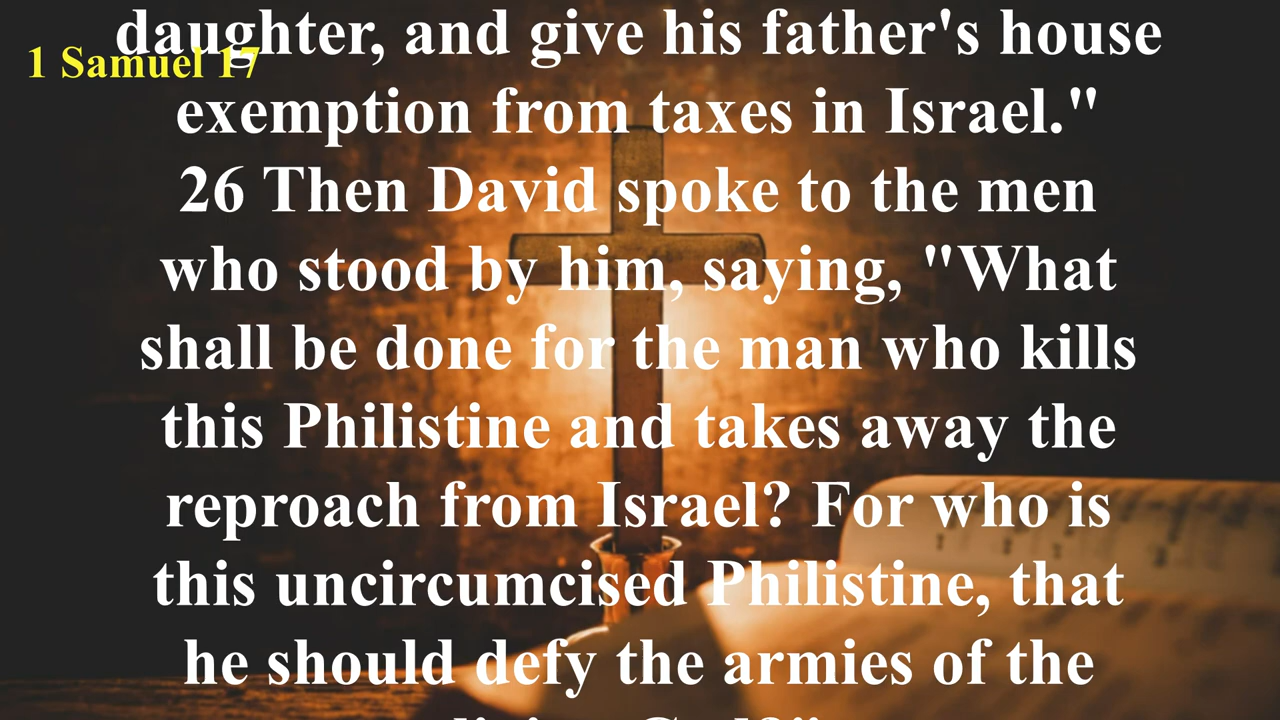 daughter, and give his father's house
1 Samuel 17
exemption from taxes in Israel."
26 Then David spoke to the men
who stood by him, saying, "What
shall be done for the man who kills
this Philistine and takes away the
reproach from Israel? For who is
this uncircumcised Philistine, that
he should defy the armies of the
living God?"